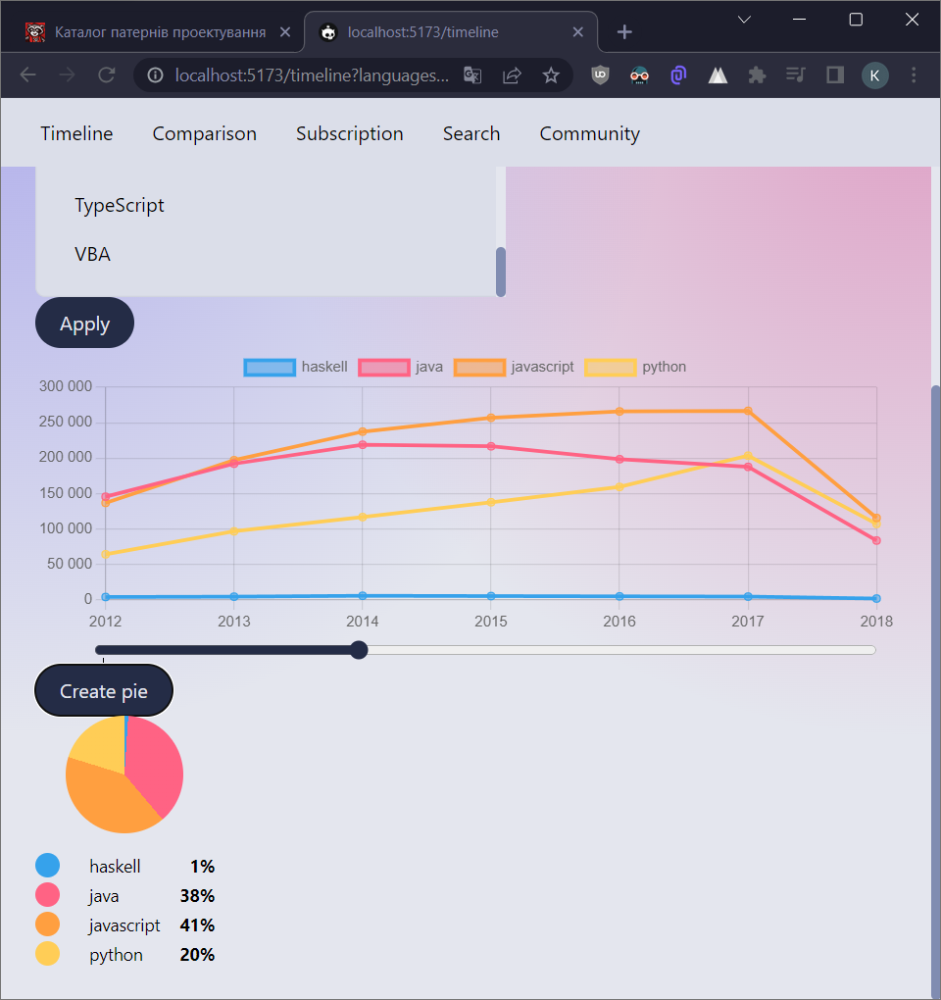 Каталог патернів проектування
localhost:5173/timeline
localhost:5173/timeline?languages...
K
Timeline Comparison Subscription Search Community
TypeScript
VBA
Apply
haskell java javascript python
300 000
250 000
200 000
150 000
100 000
50 000
0
2012 2013 2014 2015 2016 2017 2018
Create pie
haskell 1%
java 38%
javascript 41%
python 20%